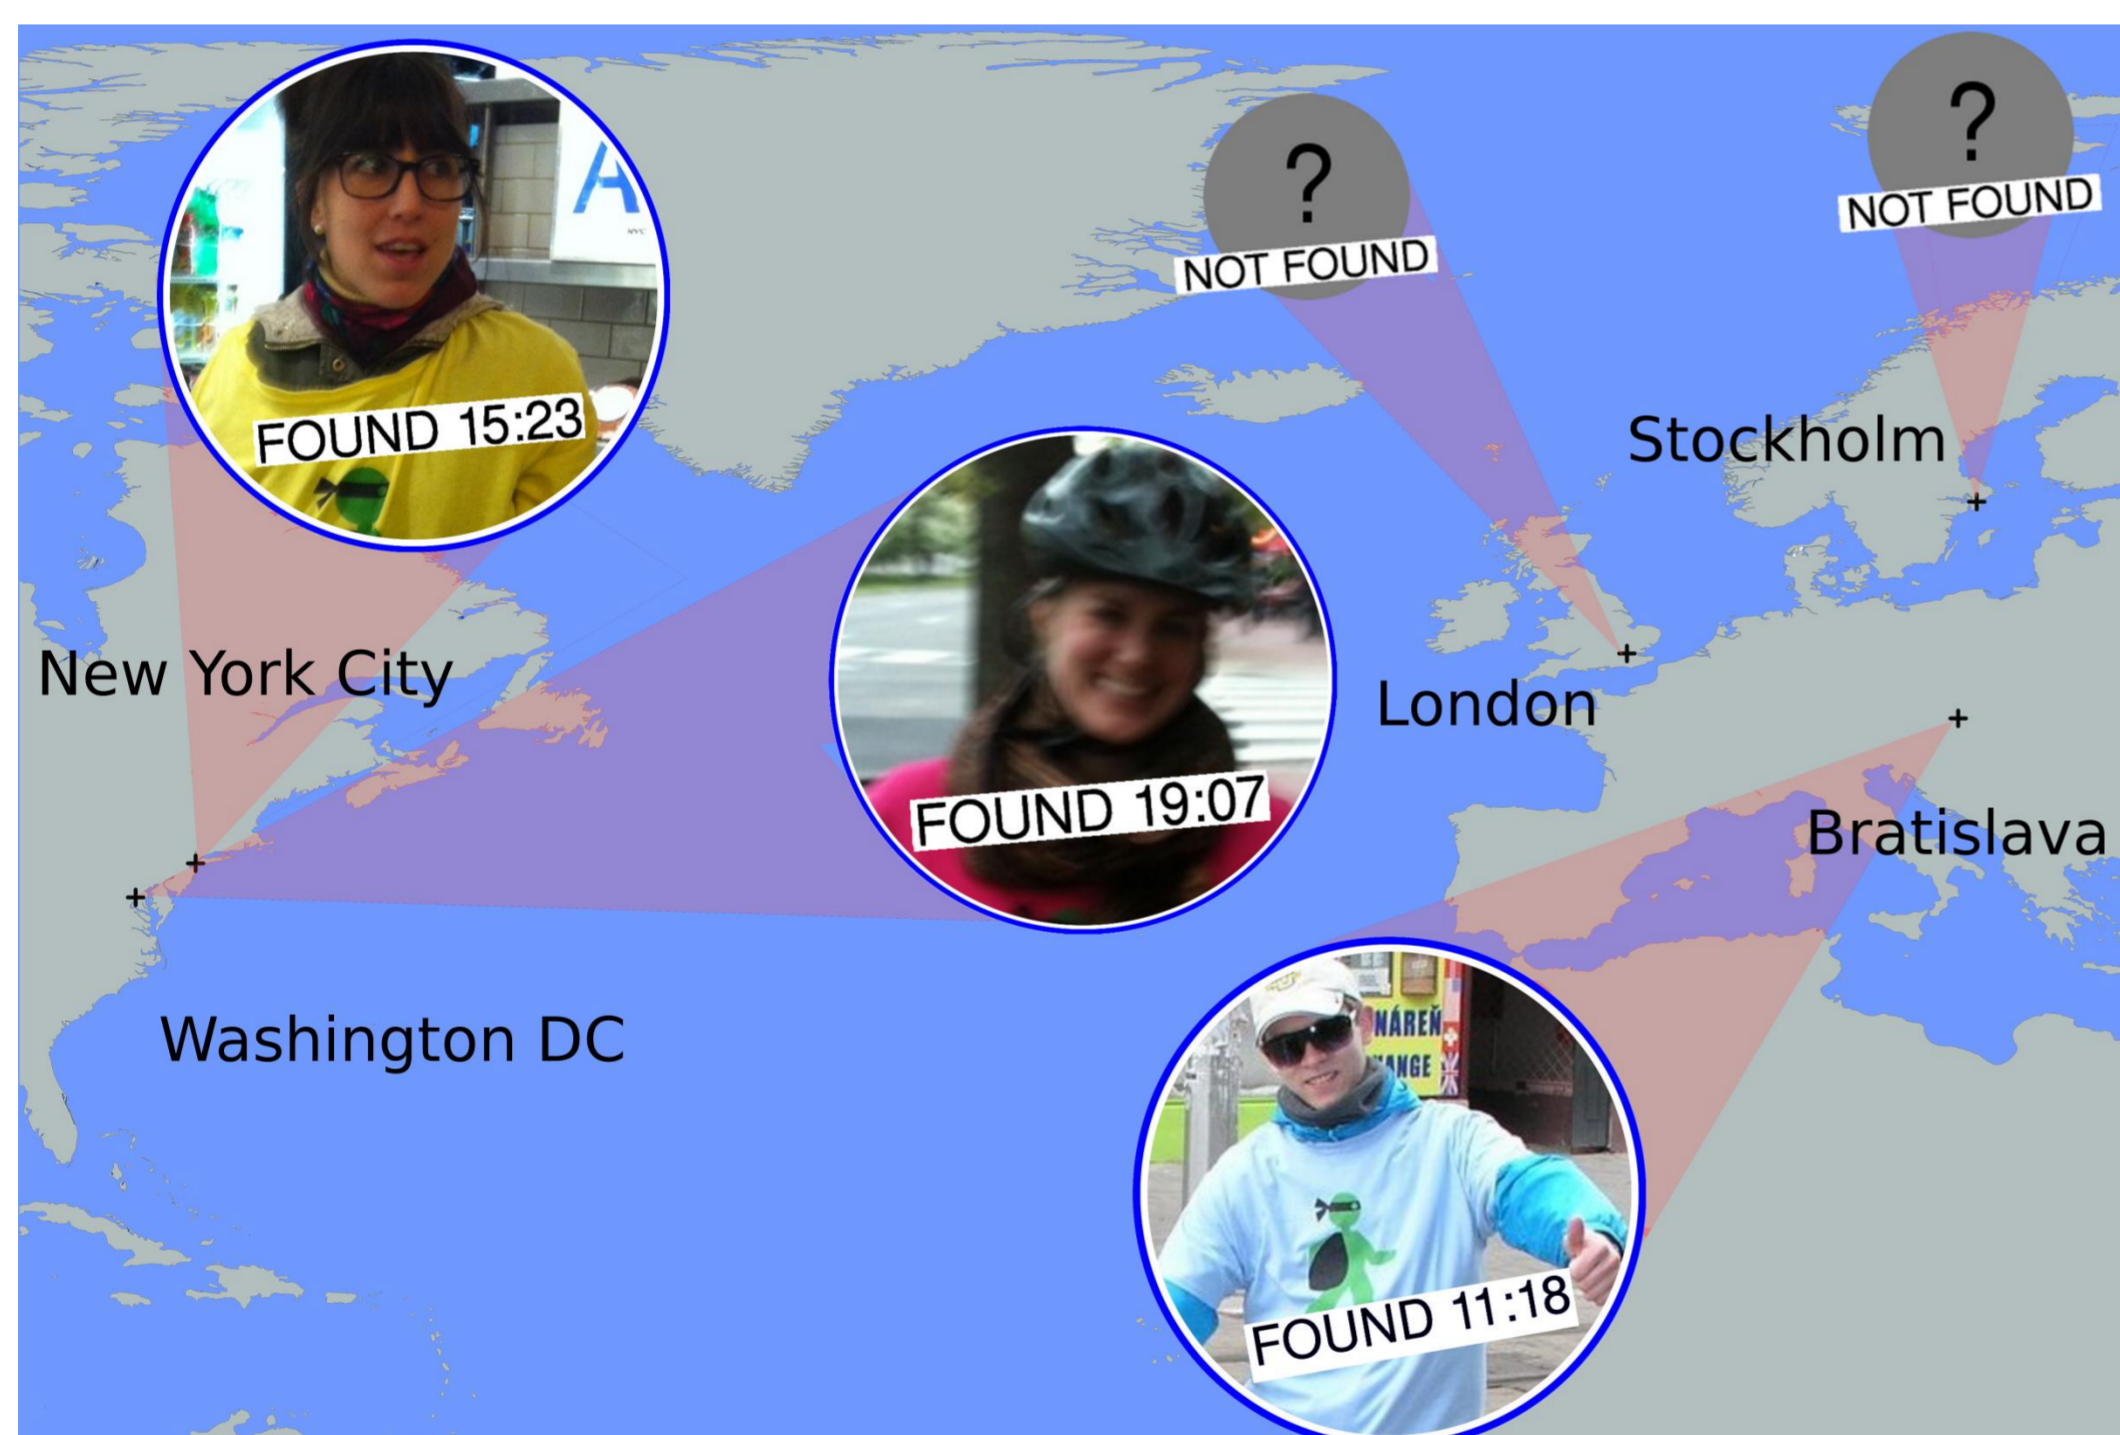 A
NYC
FOUND 15:23
?
NOT FOUND
?
NOT FOUND
Stockholm
New York City
London
FOUND 19:07
Bratislava
Washington DC
NÁREŇ
ANGE
FOUND 11:18